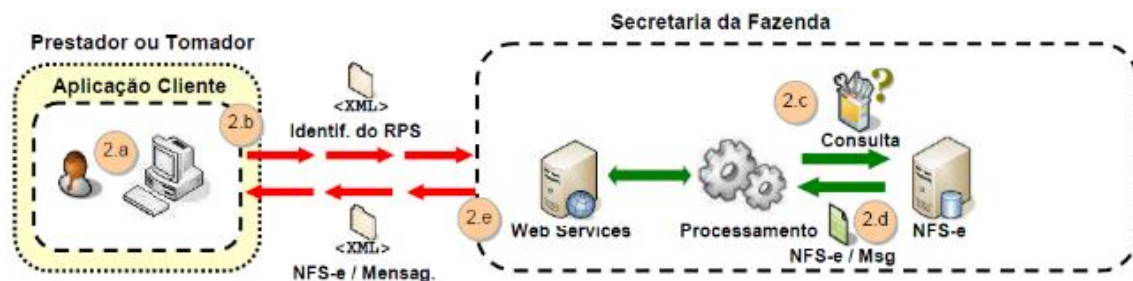 Secretaria da Fazenda
Prestador ou Tomador
Aplicação Cliente
2.a
2.b
<XML>
Identif. do RPS
<XML>
NFS-e / Mensag.
2.e
Web Services
Processamento
2.c
Consulta
2.d
NFS-e / Msg
NFS-e